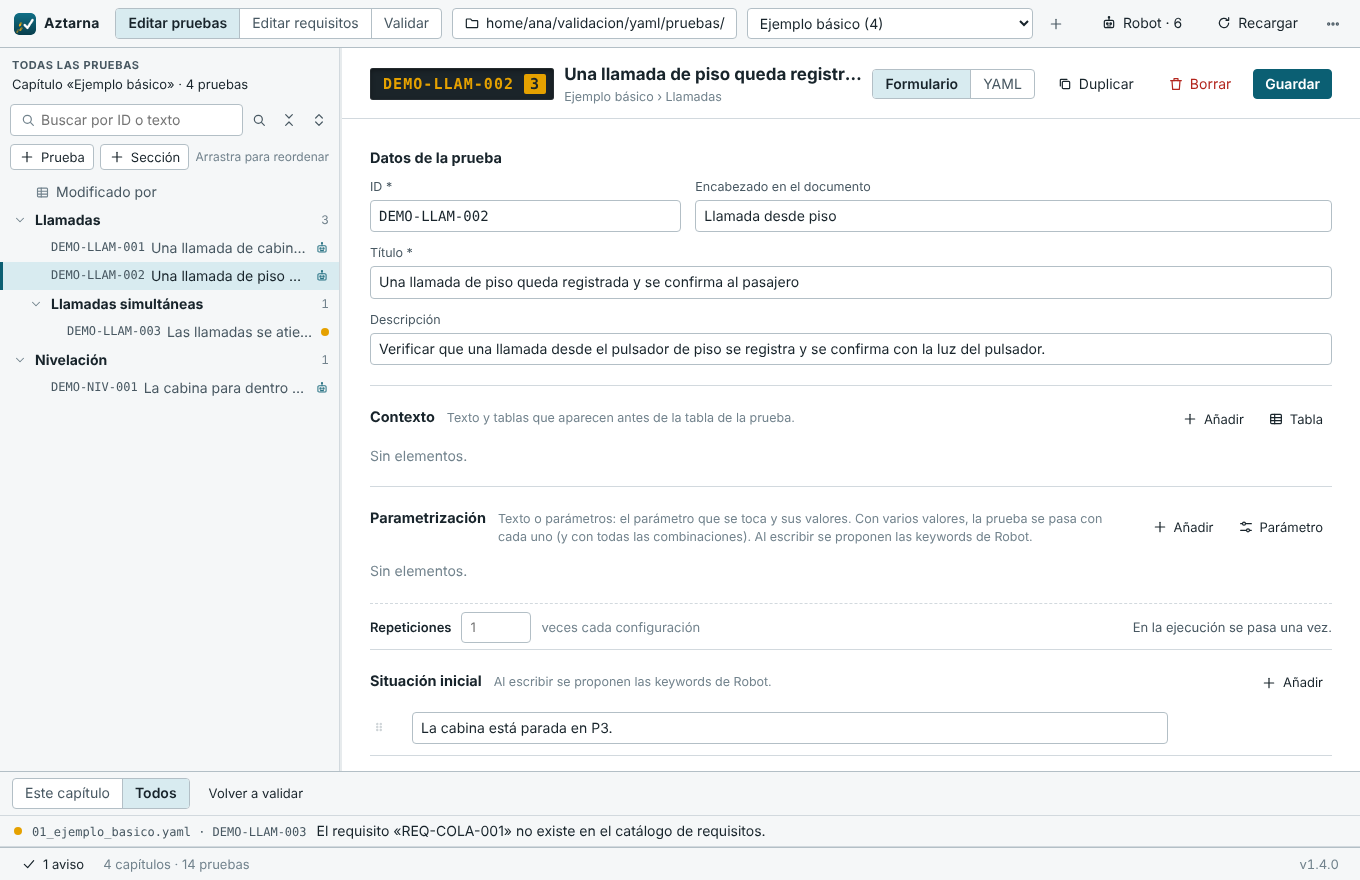 Aztarna
Editar pruebas
Editar requisitos
Validar
home/ana/validacion/yaml/pruebas/
Ejemplo básico (4)
Robot · 6
Recargar
TODAS LAS PRUEBAS
Capítulo «Ejemplo básico» · 4 pruebas
Buscar por ID o texto
Prueba
Sección
Arrastra para reordenar
Modificado por
Llamadas 3
DEMO-LLAM-001 Una llamada de cabin...
DEMO-LLAM-002 Una llamada de piso ...
Llamadas simultáneas 1
DEMO-LLAM-003 Las llamadas se atie...
Nivelación 1
DEMO-NIV-001 La cabina para dentro ...
DEMO-LLAM-002 3
Una llamada de piso queda registr...
Ejemplo básico › Llamadas
Formulario
YAML
Duplicar
Borrar
Guardar
Datos de la prueba
ID *
Encabezado en el documento
DEMO-LLAM-002
Llamada desde piso
Título *
Una llamada de piso queda registrada y se confirma al pasajero
Descripción
Verificar que una llamada desde el pulsador de piso se registra y se confirma con la luz del pulsador.
Contexto
Texto y tablas que aparecen antes de la tabla de la prueba.
Añadir
Tabla
Sin elementos.
Parametrización
Texto o parámetros: el parámetro que se toca y sus valores. Con varios valores, la prueba se pasa con
cada uno (y con todas las combinaciones). Al escribir se proponen las keywords de Robot.
Añadir
Parámetro
Sin elementos.
Repeticiones
1
veces cada configuración
En la ejecución se pasa una vez.
Situación inicial
Al escribir se proponen las keywords de Robot.
Añadir
La cabina está parada en P3.
Este capítulo
Todos
Volver a validar
01_ejemplo_basico.yaml · DEMO-LLAM-003 El requisito «REQ-COLA-001» no existe en el catálogo de requisitos.
1 aviso
4 capítulos · 14 pruebas
v1.4.0